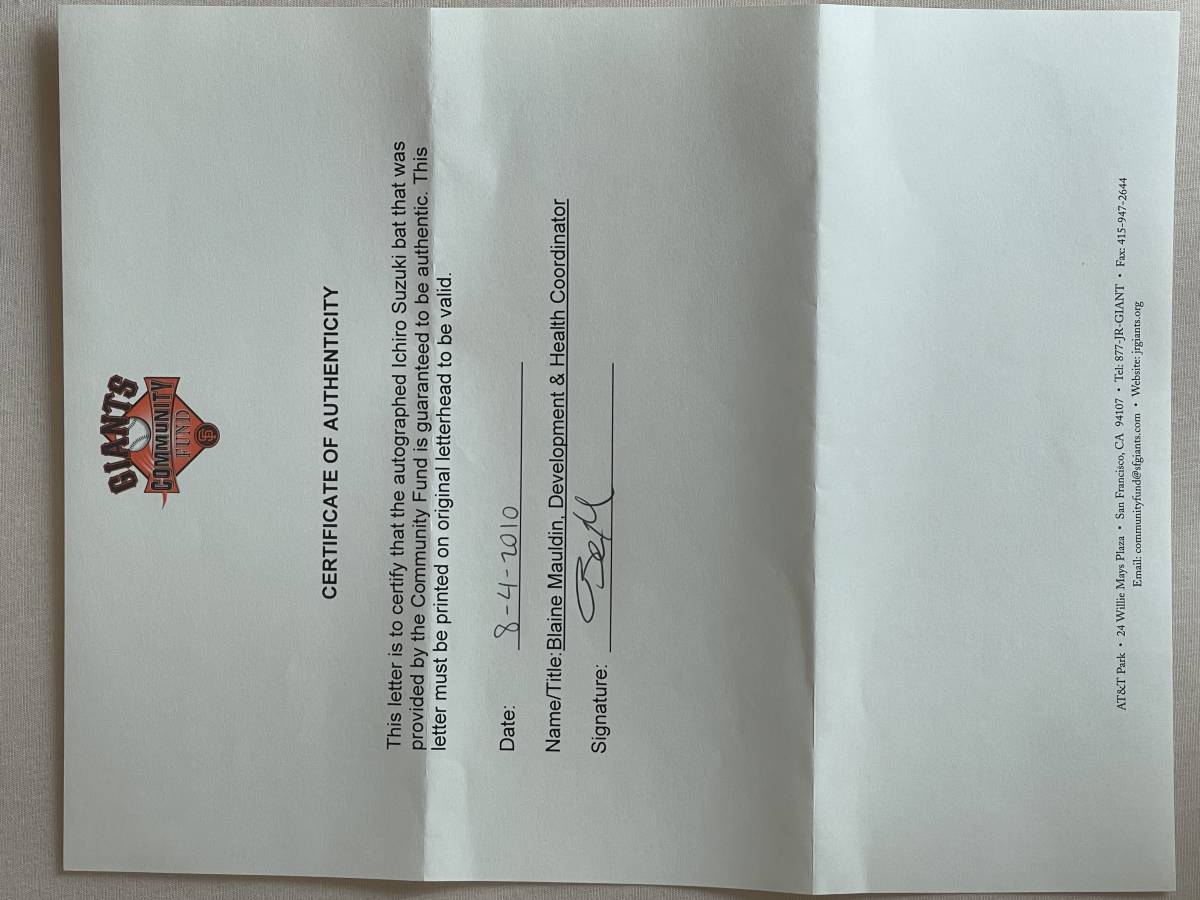 GIANTS
COMMUNITY
FUND
SF
CERTIFICATE OF AUTHENTICITY
This letter is to certify that the autographed Ichiro Suzuki bat that was
provided by the Community Fund is guaranteed to be authentic. This
letter must be printed on original letterhead to be valid.
Date: 8-4-2010
Name/Title: Blaine Mauldin, Development & Health Coordinator
Signature:
AT&T Park • 24 Willie Mays Plaza • San Francisco, CA 94107 • Tel: 877-JR-GIANT • Fax: 415-947-2644
Email: communityfund@sfgiants.com • Website: jrgiants.org